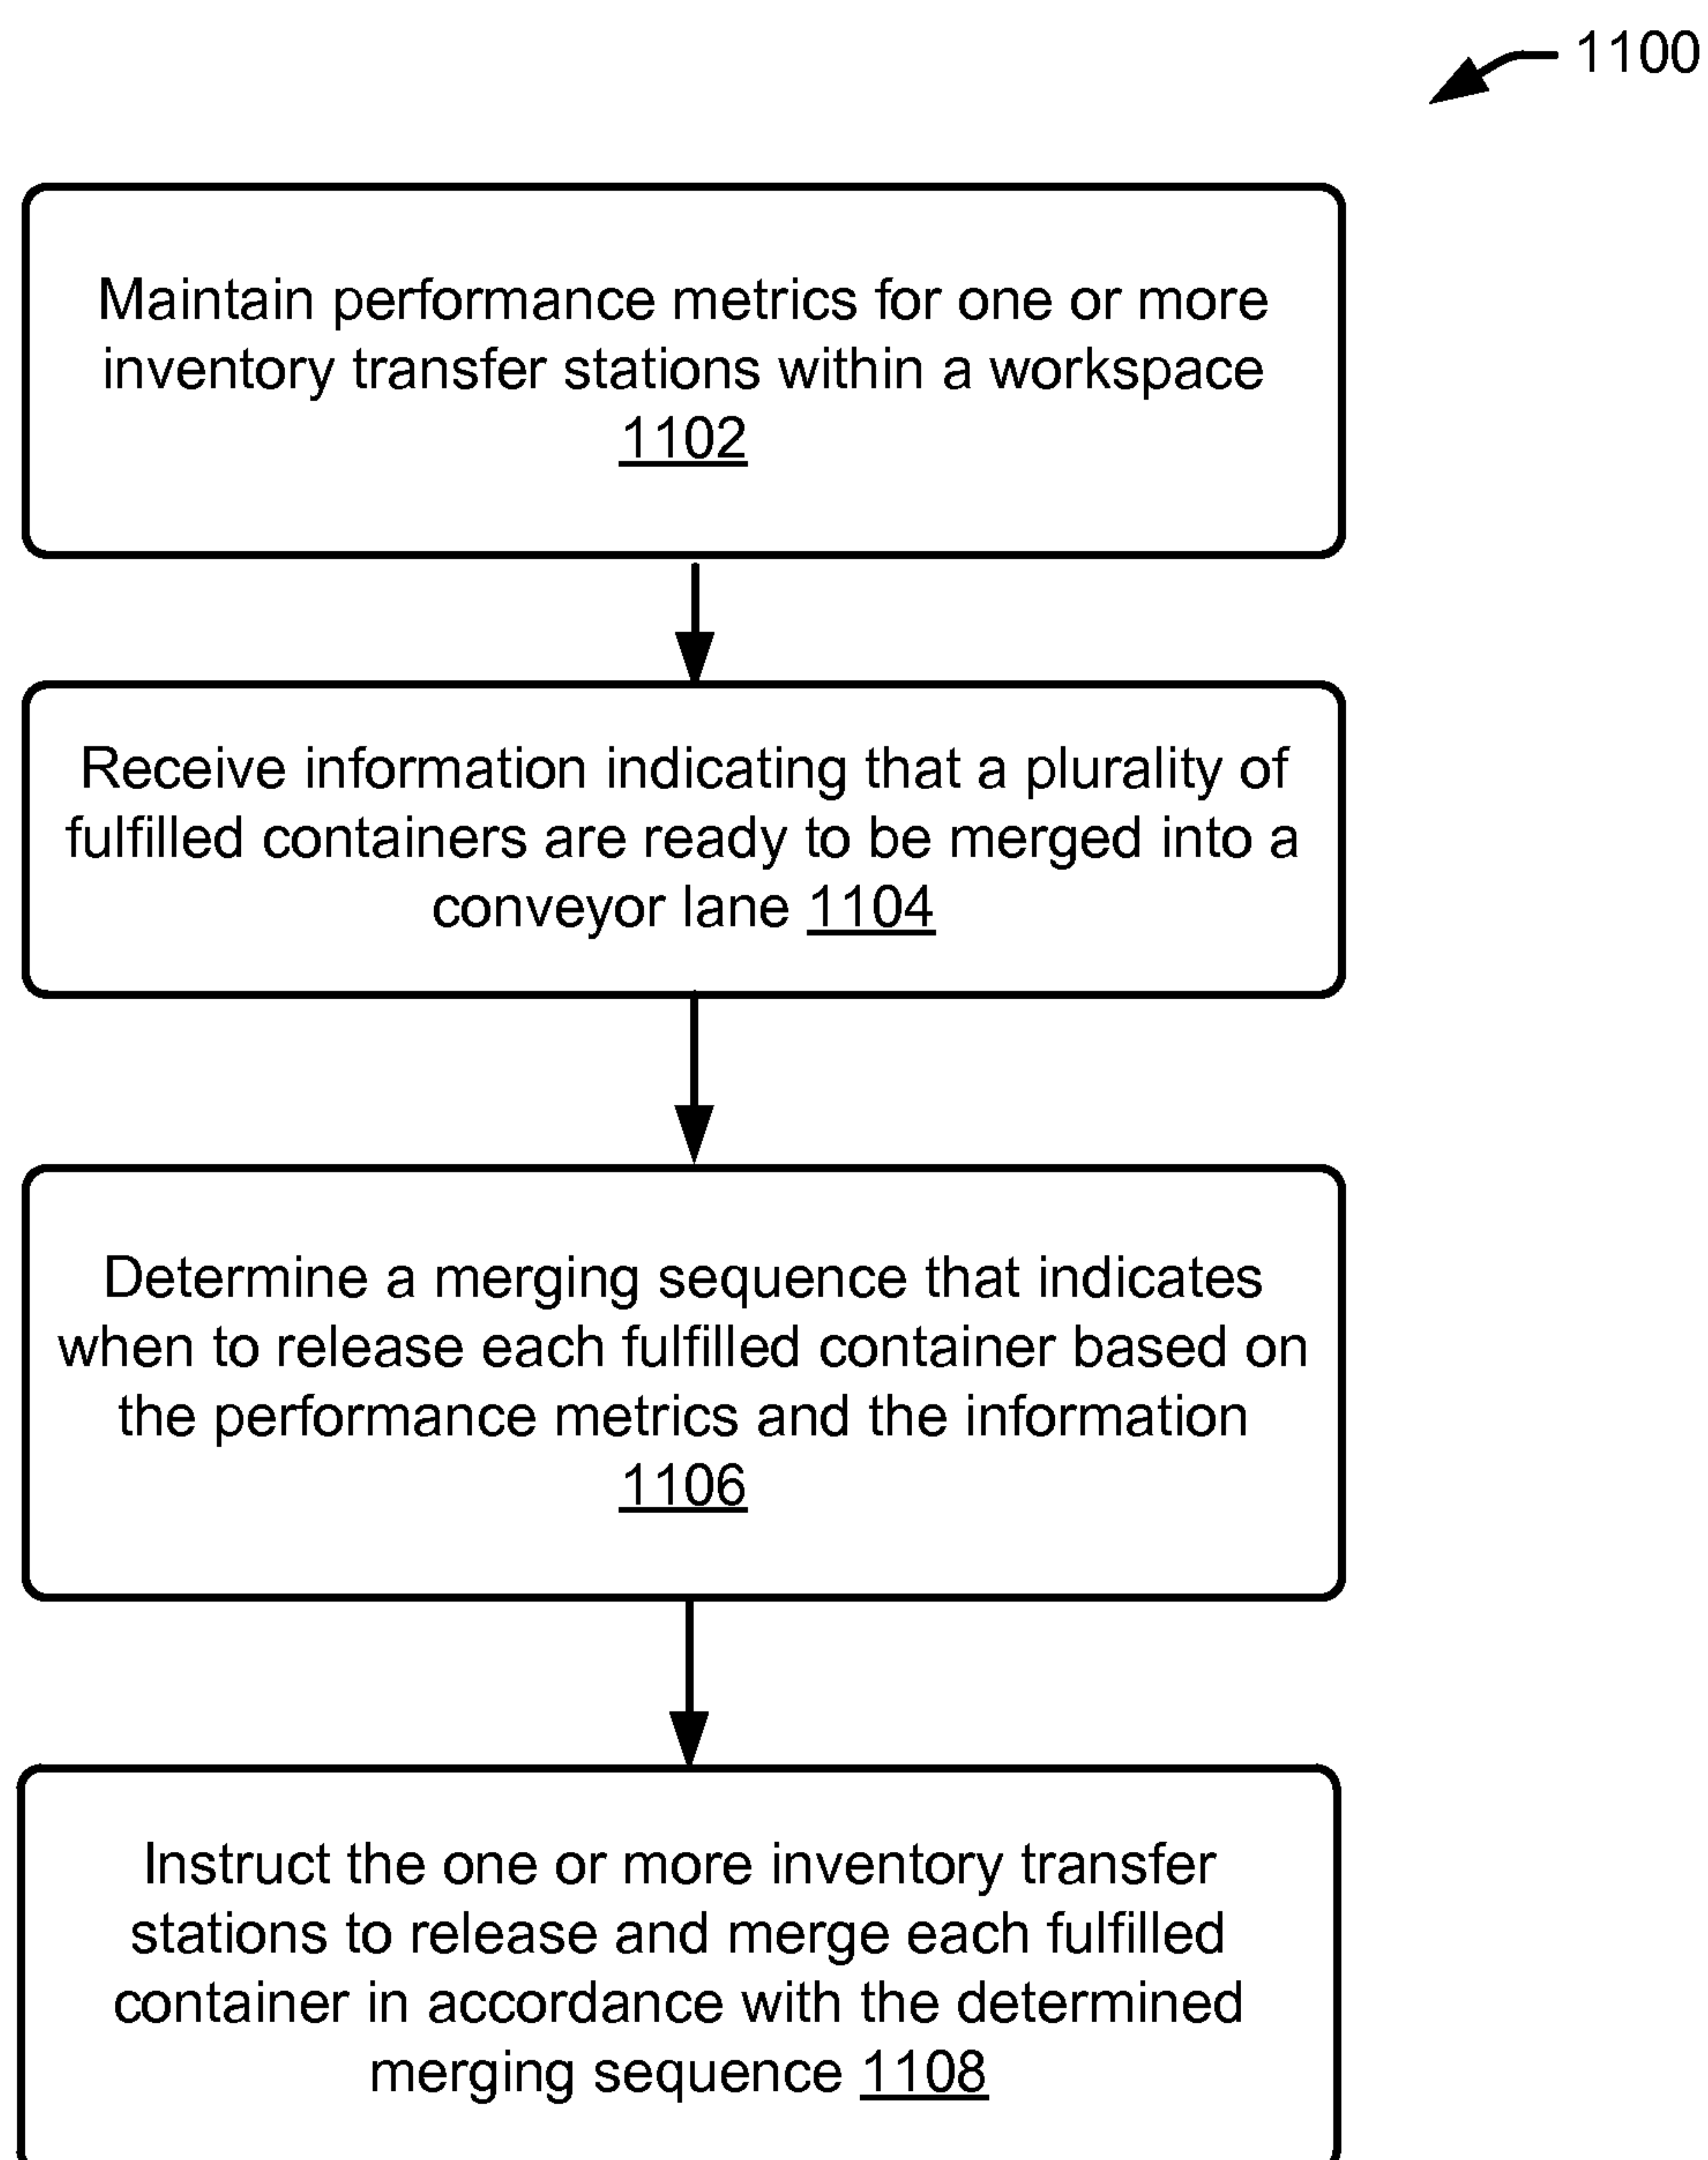 1100
Maintain performance metrics for one or more
inventory transfer stations within a workspace
1102
Receive information indicating that a plurality of
fulfilled containers are ready to be merged into a
conveyor lane 1104
Determine a merging sequence that indicates
when to release each fulfilled container based on
the performance metrics and the information
1106
Instruct the one or more inventory transfer
stations to release and merge each fulfilled
container in accordance with the determined
merging sequence 1108